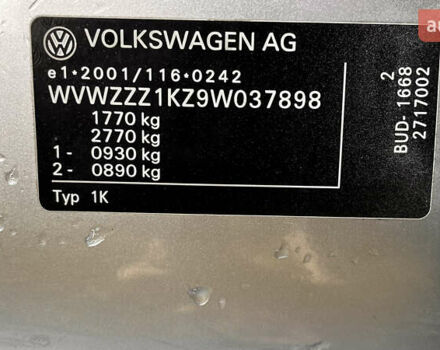 VOLKSWAGEN AG
e1*2001/116*0242
WVWZZZ1KZ9W037898
1770 kg
2770 kg
1 - 0930 kg
2 - 0890 kg
Typ 1K
2
BUD- 1668
2717002
au